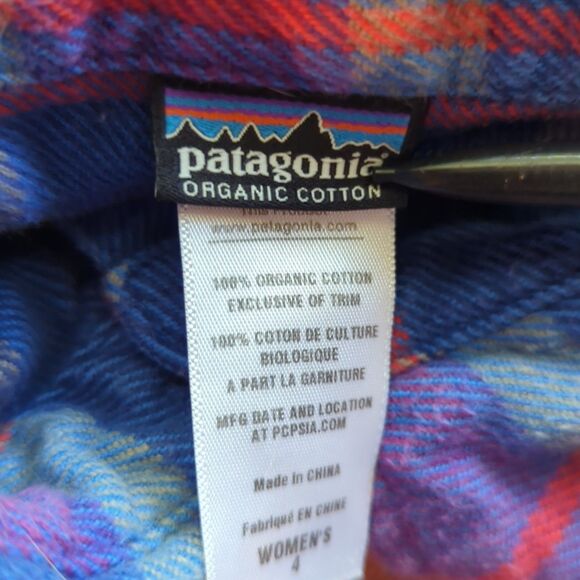 patagonia®
ORGANIC COTTON
www.patagonia.com
100% ORGANIC COTTON
EXCLUSIVE OF TRIM
100% COTON DE CULTURE
BIOLOGIQUE
A PART LA GARNITURE
MFG DATE AND LOCATION
AT PCPSIA.COM
Made in CHINA
Fabriqué EN CHINE
WOMEN'S
4